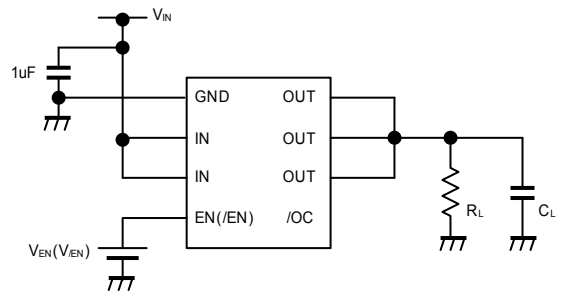 VIN
1uF
GND OUT
IN OUT
IN OUT
EN(/EN) /OC
RL CL
VEN(V/EN)